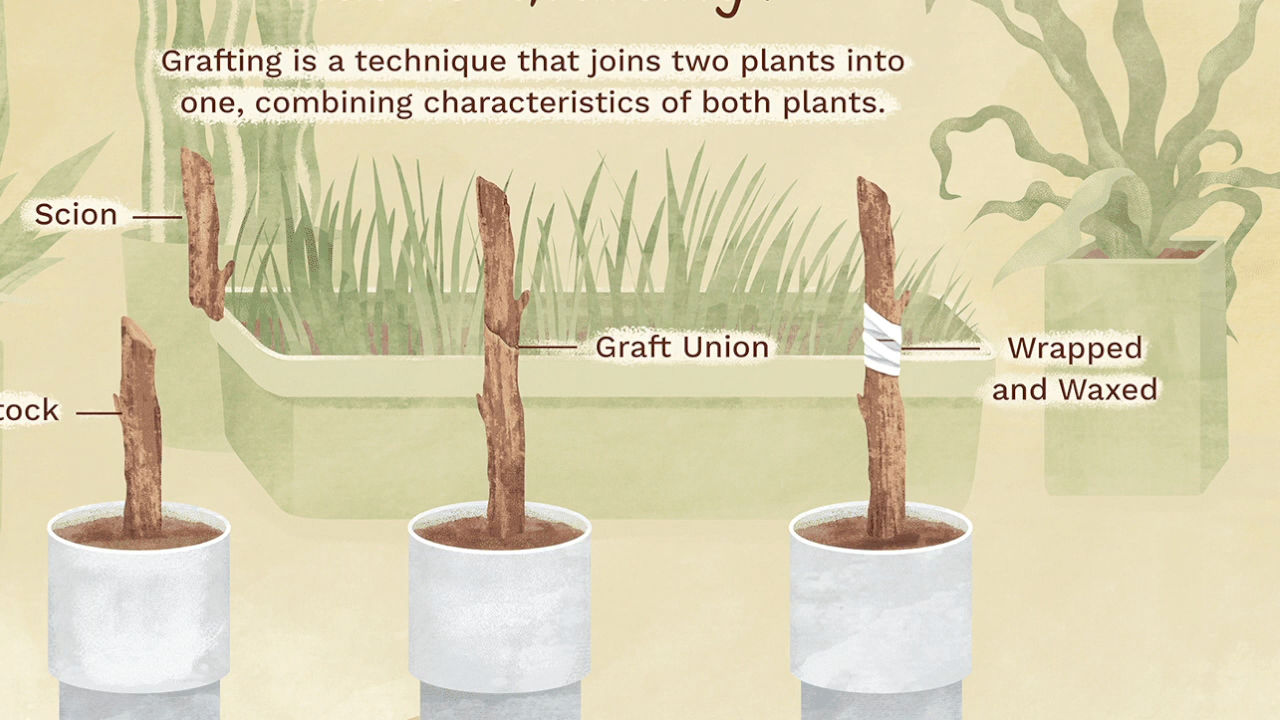 Grafting is a technique that joins two plants into
one, combining characteristics of both plants.
Scion
Graft Union
Wrapped
and Waxed
tock